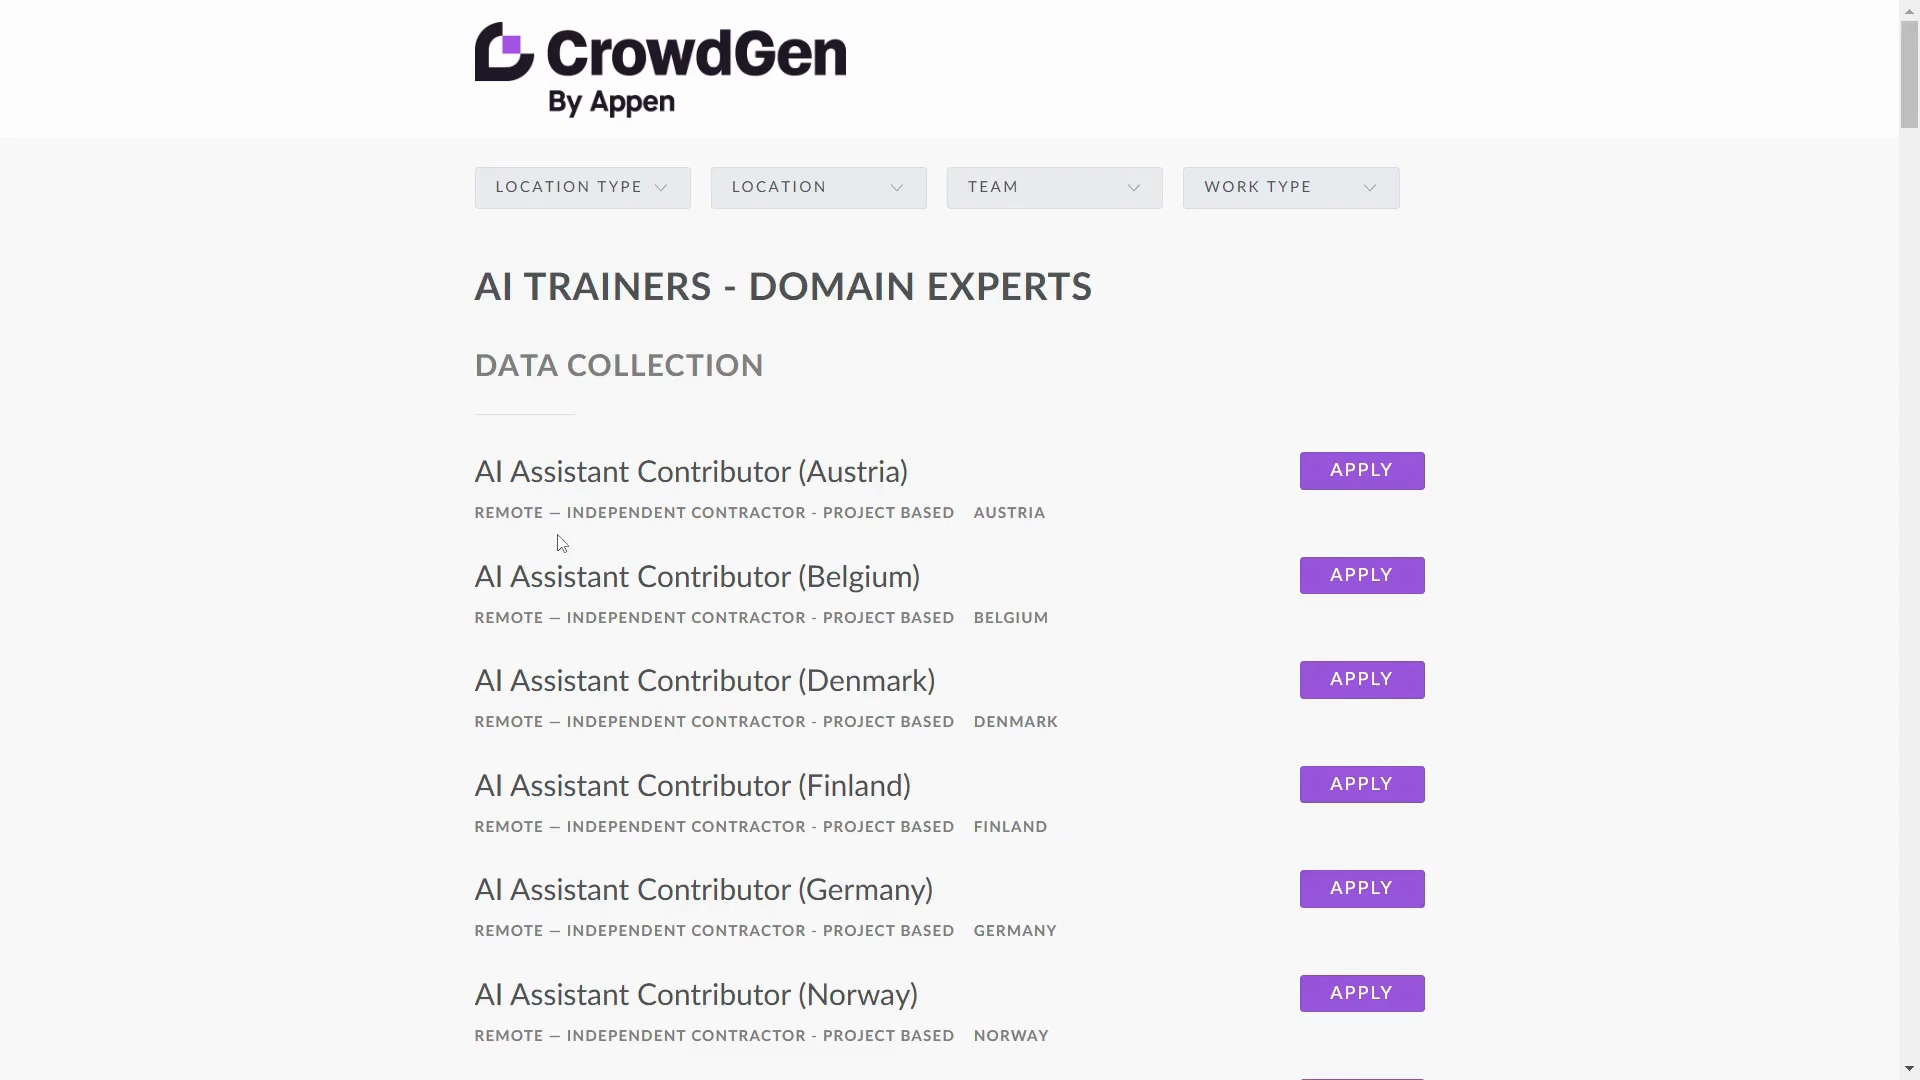 CrowdGen
By Appen
LOCATION TYPE
LOCATION
TEAM
WORK TYPE
AI TRAINERS - DOMAIN EXPERTS
DATA COLLECTION
AI Assistant Contributor (Austria)
APPLY
REMOTE — INDEPENDENT CONTRACTOR - PROJECT BASED AUSTRIA
AI Assistant Contributor (Belgium)
APPLY
REMOTE — INDEPENDENT CONTRACTOR - PROJECT BASED BELGIUM
AI Assistant Contributor (Denmark)
APPLY
REMOTE — INDEPENDENT CONTRACTOR - PROJECT BASED DENMARK
AI Assistant Contributor (Finland)
APPLY
REMOTE — INDEPENDENT CONTRACTOR - PROJECT BASED FINLAND
AI Assistant Contributor (Germany)
APPLY
REMOTE — INDEPENDENT CONTRACTOR - PROJECT BASED GERMANY
AI Assistant Contributor (Norway)
APPLY
REMOTE — INDEPENDENT CONTRACTOR - PROJECT BASED NORWAY